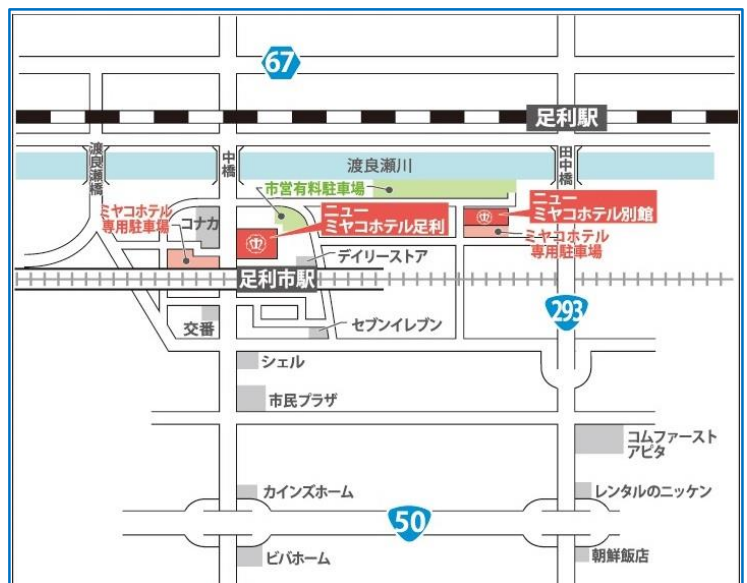 67
足利駅
渡良瀬橋
中橋
渡良瀬川
田中橋
市営有料駐車場
ミヤコホテル
専用駐車場
コナカ
ニュー
ミヤコホテル足利
ニュー
ミヤコホテル別館
ミヤコホテル
専用駐車場
デイリーストア
足利市駅
293
交番
セブンイレブン
シェル
市民プラザ
コムファースト
アピタ
カインズホーム
レンタルのニッケン
50
ビバホーム
朝鮮飯店